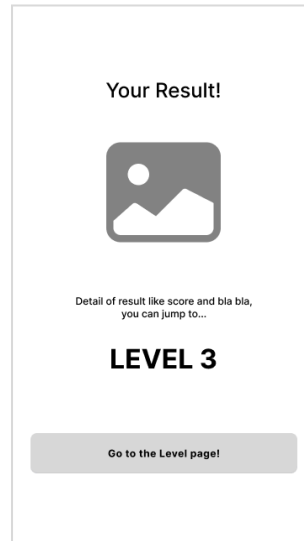 Your Result!
Detail of result like score and bla bla,
you can jump to...
LEVEL 3
Go to the Level page!